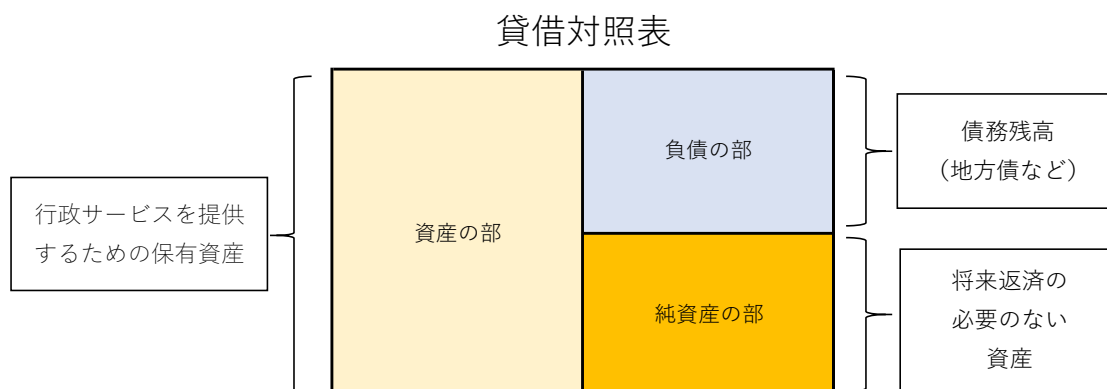 貸借対照表
行政サービスを提供
するための保有資産
資産の部
負債の部
純資産の部
債務残高
（地方債など）
将来返済の
必要のない
資産